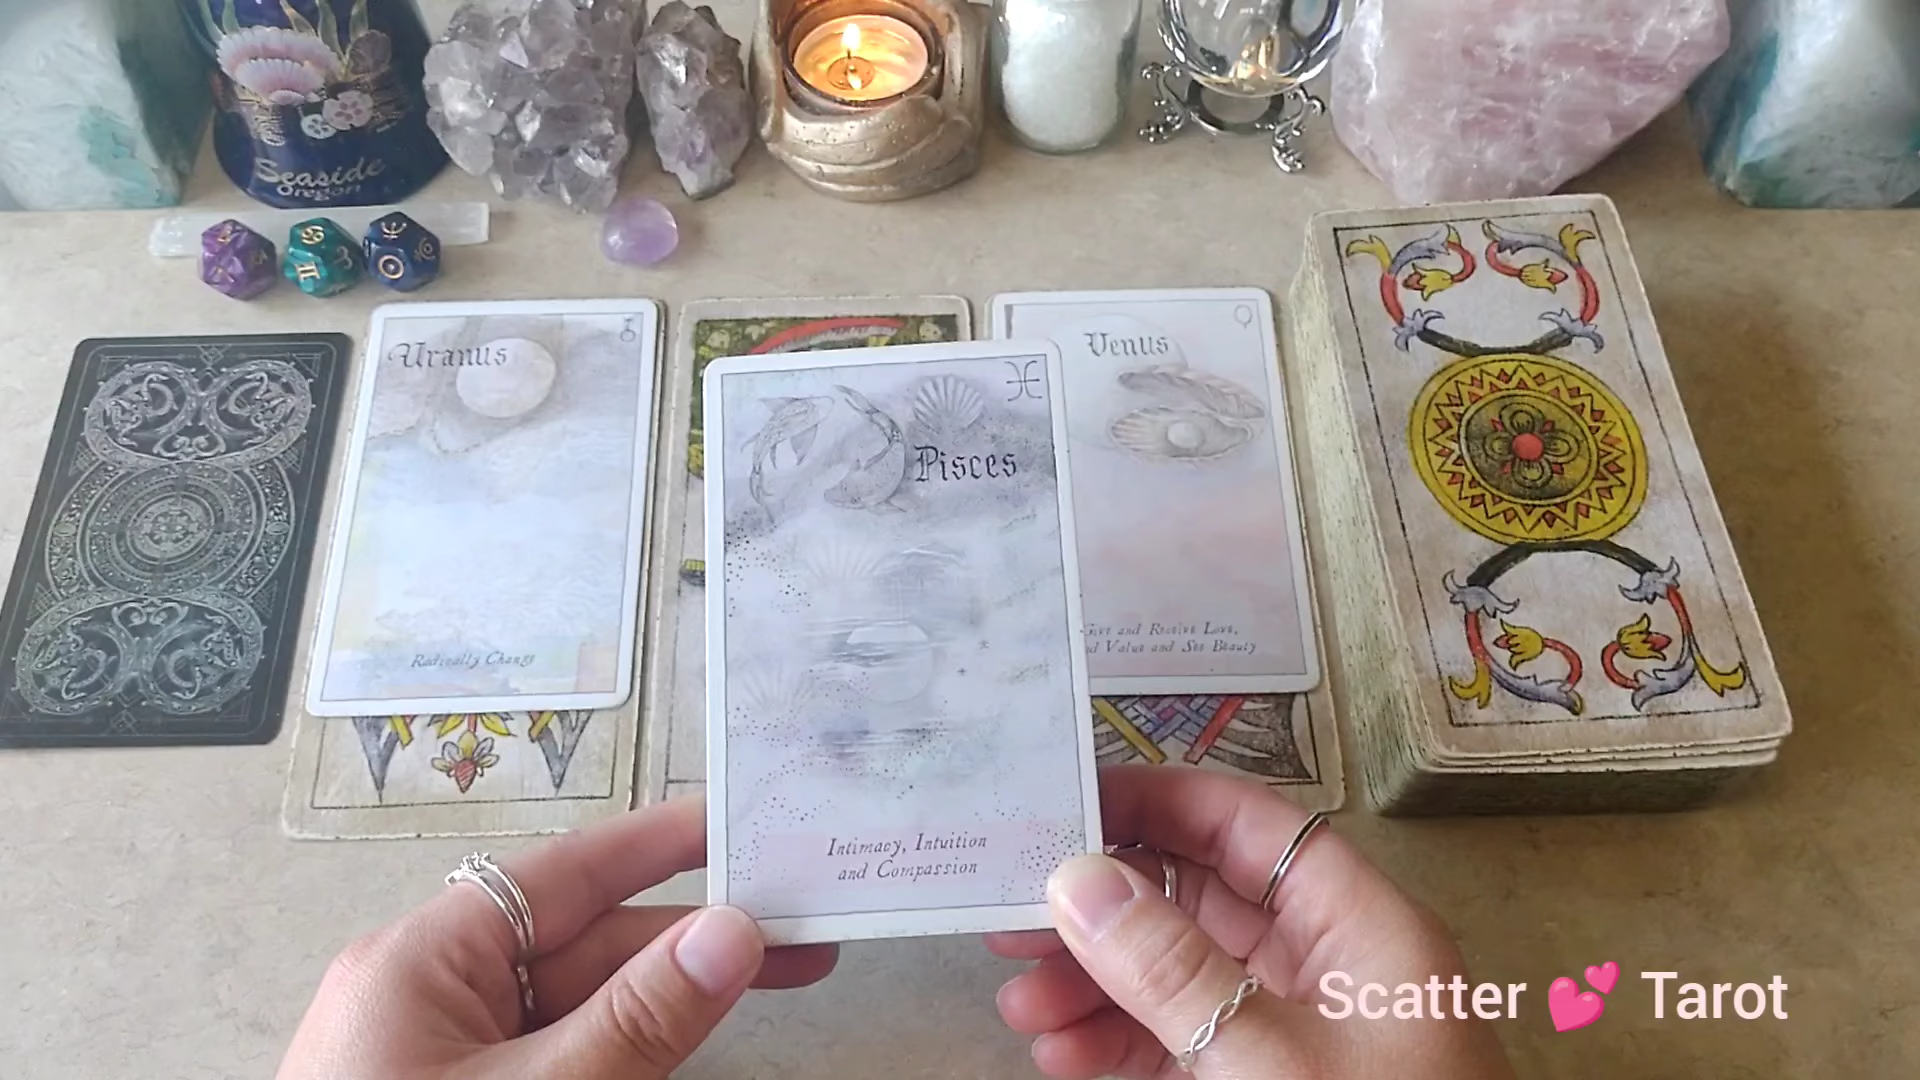 Seaside
Oregon
Uranus
Radically Change
Pisces
Intimacy, Intuition
and Compassion
Venus
Give and Receive Love,
Value and See Beauty
Scatter 💕 Tarot